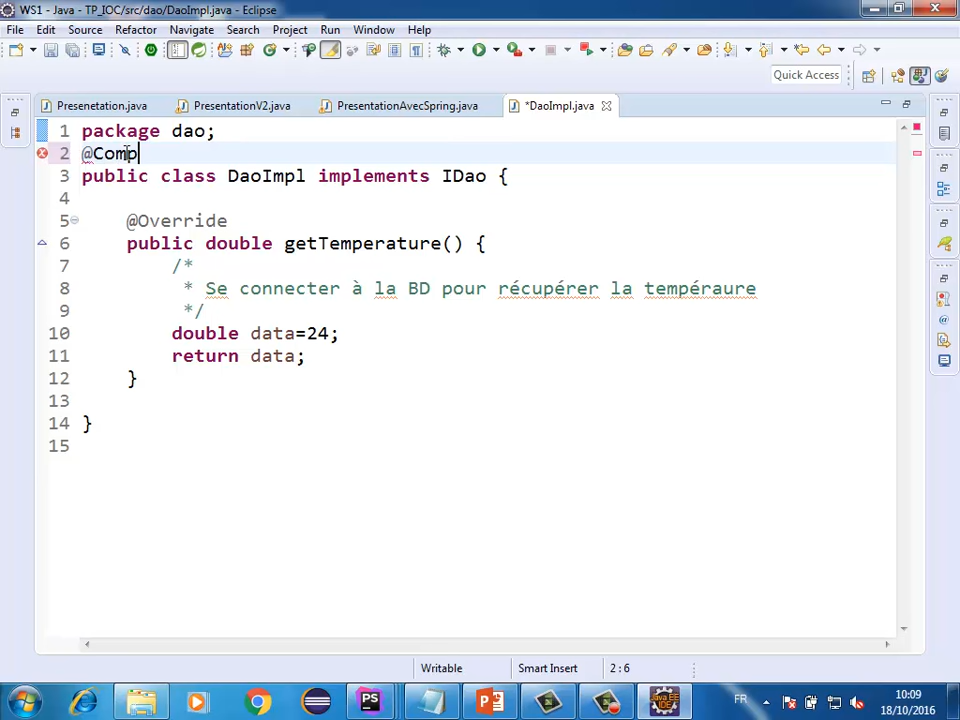 WS1 - Java - TP_IOC/src/dao/DaoImpl.java - Eclipse
File Edit Source Refactor Navigate Search Project Run Window Help
Quick Access
Presenetation.java PresentationV2.java PresentationAvecSpring.java *DaoImpl.java
1 package dao;
2 @Comp
3 public class DaoImpl implements IDao {
4
5 @Override
6 public double getTemperature() {
7 /*
8 * Se connecter à la BD pour récupérer la tempéraure
9 */
10 double data=24;
11 return data;
12 }
13
14 }
15
Writable Smart Insert 2 : 6
FR 10:09
18/10/2016